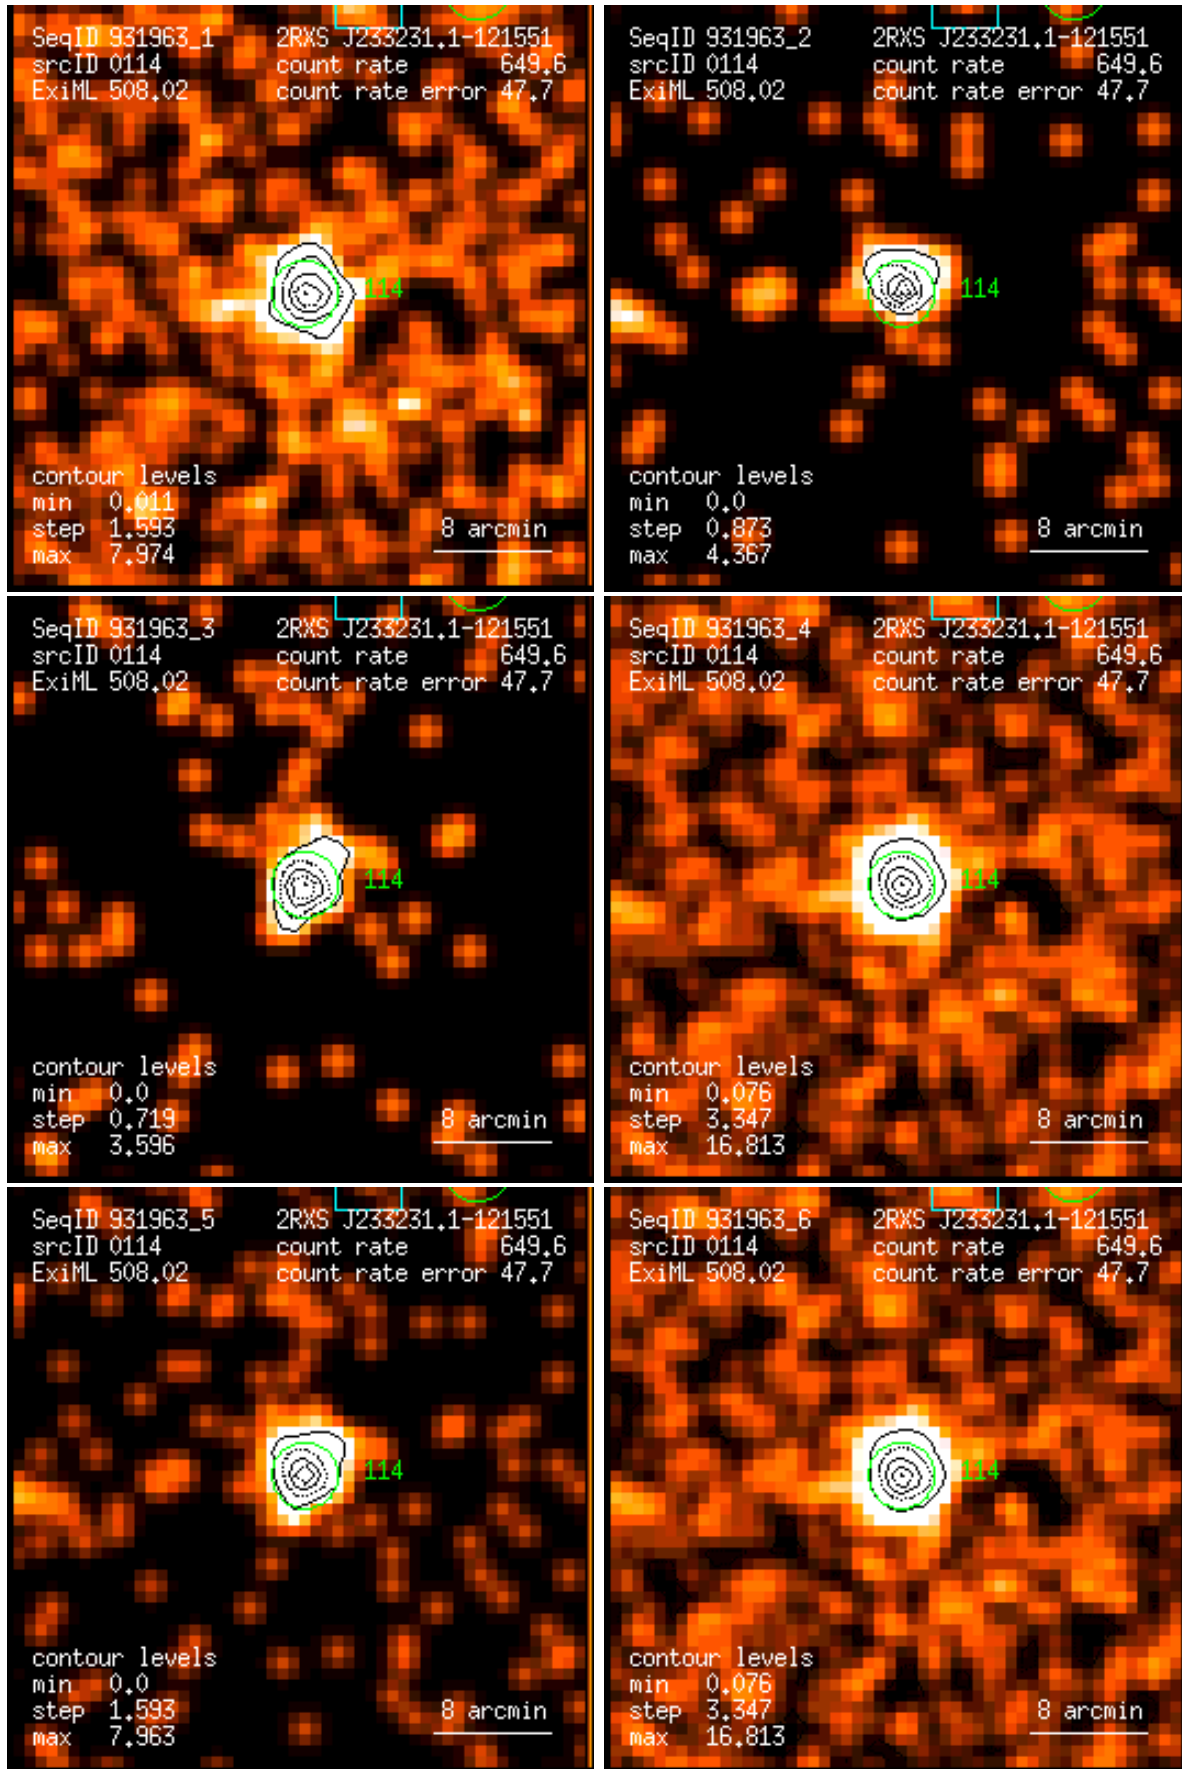 SeqID 931963_1 2RXS J233231.1-121551
srcID 0114 count rate 649.6
ExiML 508.02 count rate error 47.7
114
contour levels
min 0.011
step 1.593 8 arcmin
max 7.974
SeqID 931963_2 2RXS J233231.1-121551
srcID 0114 count rate 649.6
ExiML 508.02 count rate error 47.7
114
contour levels
min 0.0
step 0.873 8 arcmin
max 4.367
SeqID 931963_3 2RXS J233231.1-121551
srcID 0114 count rate 649.6
ExiML 508.02 count rate error 47.7
114
contour levels
min 0.0
step 0.719 8 arcmin
max 3.596
SeqID 931963_4 2RXS J233231.1-121551
srcID 0114 count rate 649.6
ExiML 508.02 count rate error 47.7
114
contour levels
min 0.076
step 3.347 8 arcmin
max 16.813
SeqID 931963_5 2RXS J233231.1-121551
srcID 0114 count rate 649.6
ExiML 508.02 count rate error 47.7
114
contour levels
min 0.0
step 1.593 8 arcmin
max 7.963
SeqID 931963_6 2RXS J233231.1-121551
srcID 0114 count rate 649.6
ExiML 508.02 count rate error 47.7
114
contour levels
min 0.076
step 3.347 8 arcmin
max 16.813